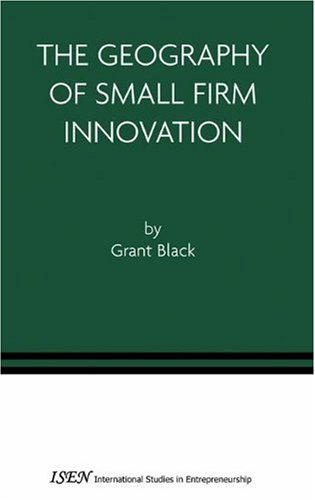 THE GEOGRAPHY
OF SMALL FIRM
INNOVATION
by
Grant Black
ISEN International Studies in Entrepreneurship